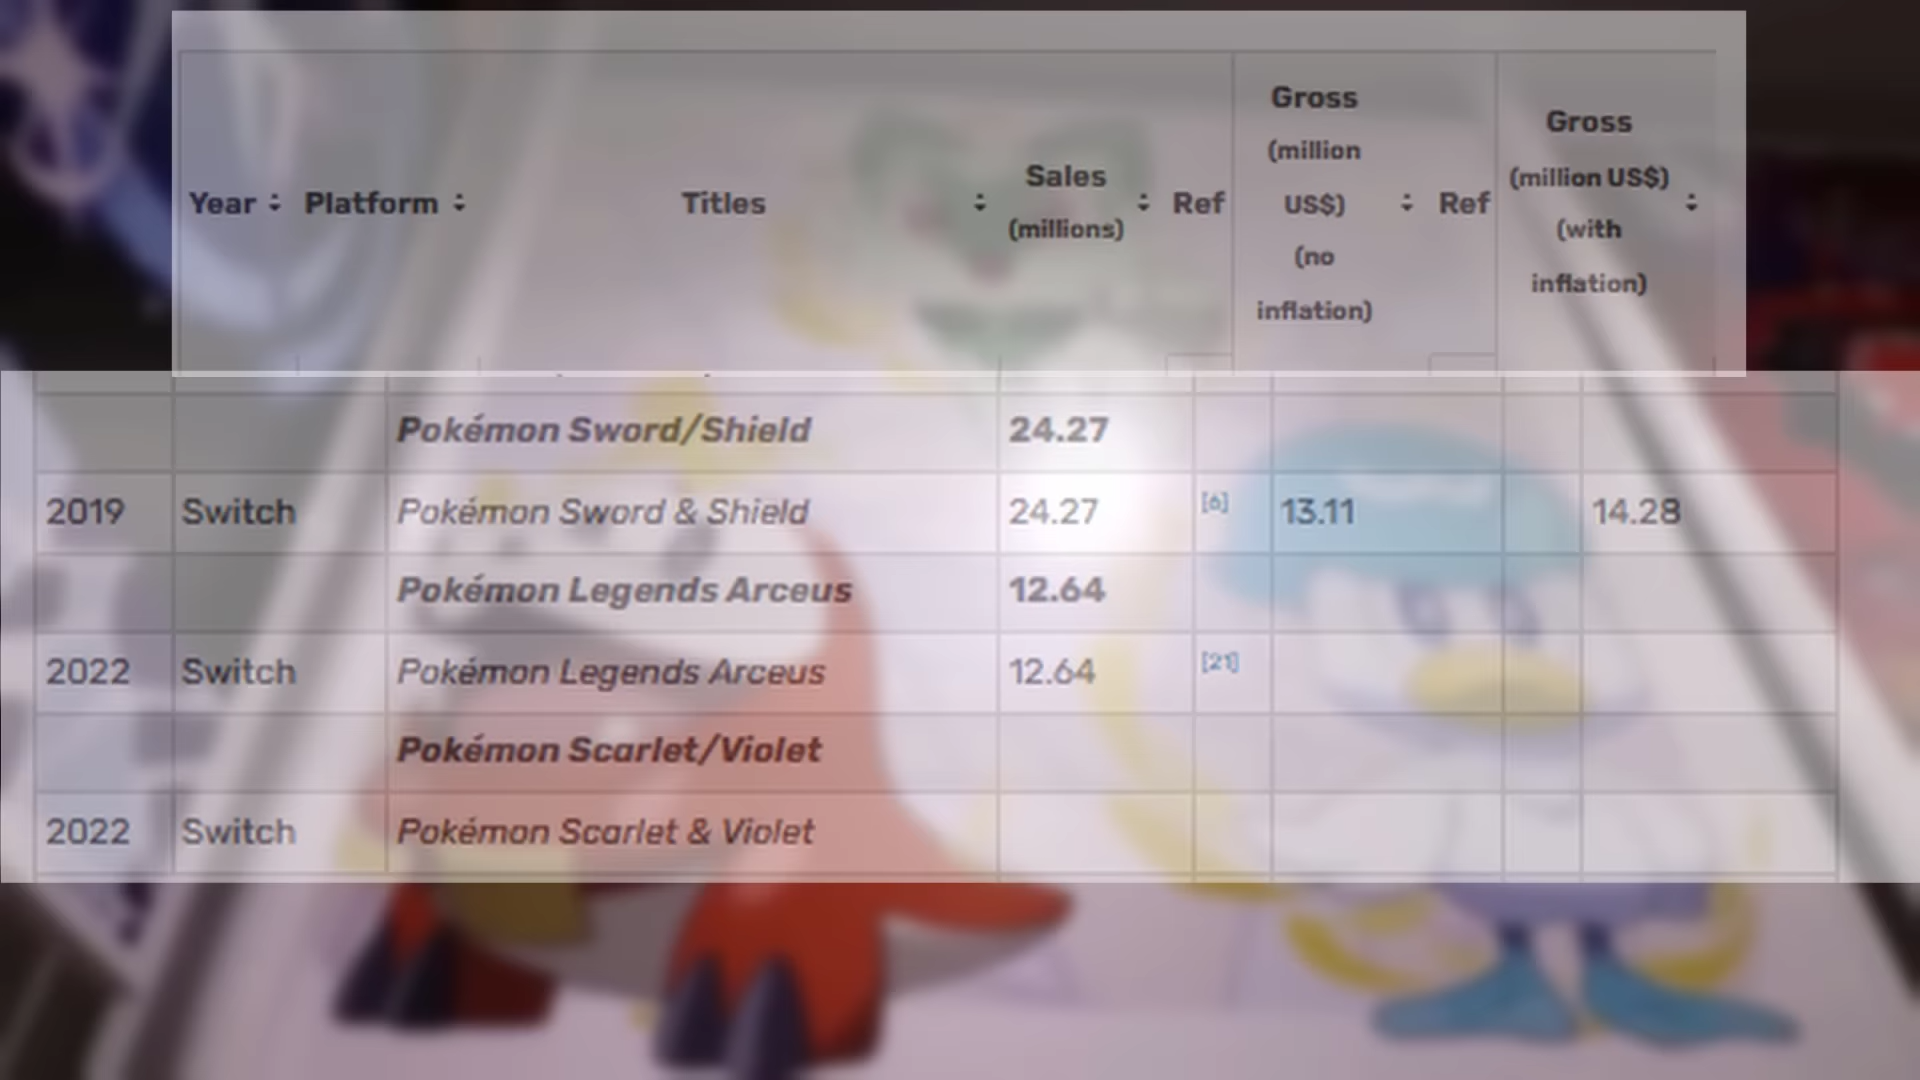 Year Platform Titles Sales (millions) Ref Gross (million US$) (no inflation) Ref Gross (million US$) (with inflation)
Pokémon Sword/Shield 24.27
2019 Switch Pokémon Sword & Shield 24.27 [6] 13.11 14.28
Pokémon Legends Arceus 12.64
2022 Switch Pokémon Legends Arceus 12.64 [21]
Pokémon Scarlet/Violet
2022 Switch Pokémon Scarlet & Violet